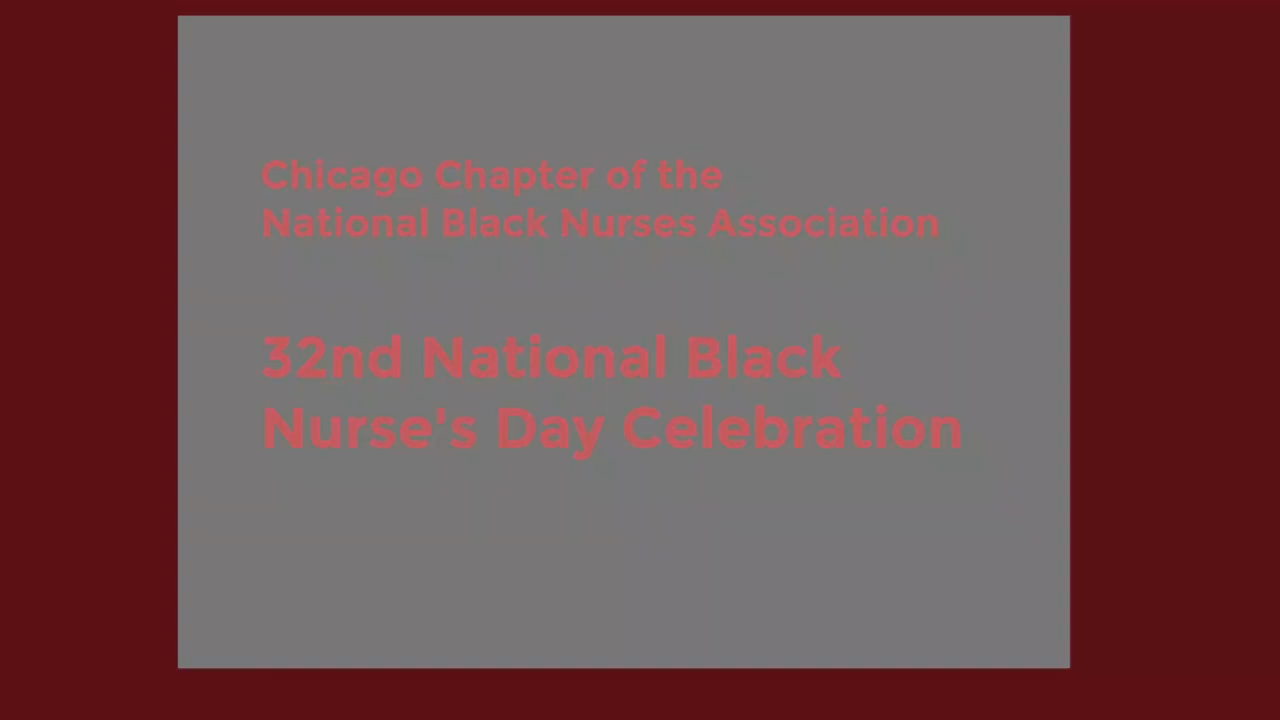 Chicago Chapter of the
National Black Nurses Association
32nd National Black
Nurse's Day Celebration